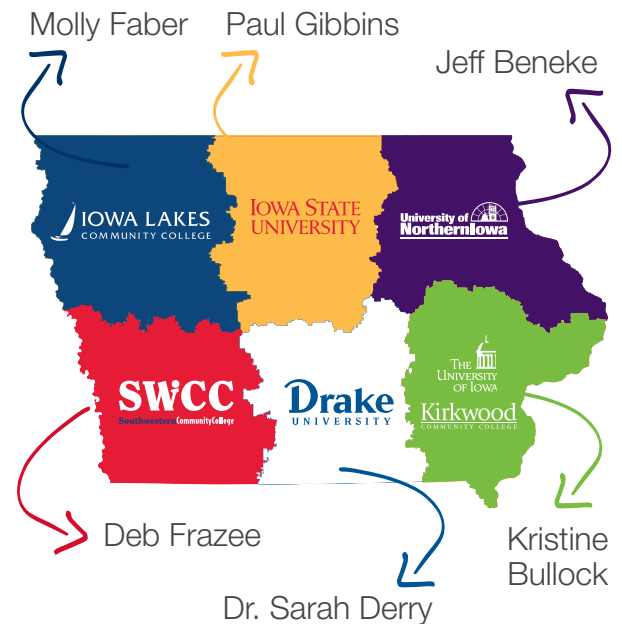 Molly Faber
Paul Gibbins
Jeff Beneke
IOWA LAKES
COMMUNITY COLLEGE
IOWA STATE
UNIVERSITY
University of
NorthernIowa
SWCC
SouthwesternCommunityCollege
Drake
UNIVERSITY
THE
UNIVERSITY
OF IOWA
Kirkwood
COMMUNITY COLLEGE
Deb Frazee
Kristine
Bullock
Dr. Sarah Derry